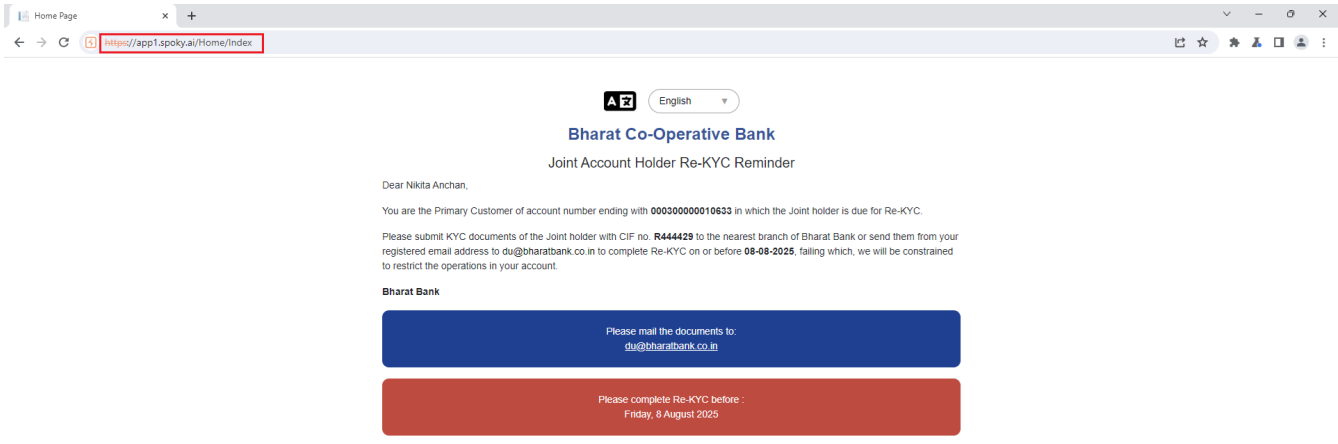 Home Page
https://app1.spoky.ai/Home/Index
A
English
Bharat Co-Operative Bank
Joint Account Holder Re-KYC Reminder
Dear Nikita Anchan,
You are the Primary Customer of account number ending with 000300000010633 in which the Joint holder is due for Re-KYC.
Please submit KYC documents of the Joint holder with CIF no. R444429 to the nearest branch of Bharat Bank or send them from your
registered email address to du@bharatbank.co.in to complete Re-KYC on or before 08-08-2025, failing which, we will be constrained
to restrict the operations in your account.
Bharat Bank
Please mail the documents to:
du@bharatbank.co.in
Please complete Re-KYC before :
Friday, 8 August 2025